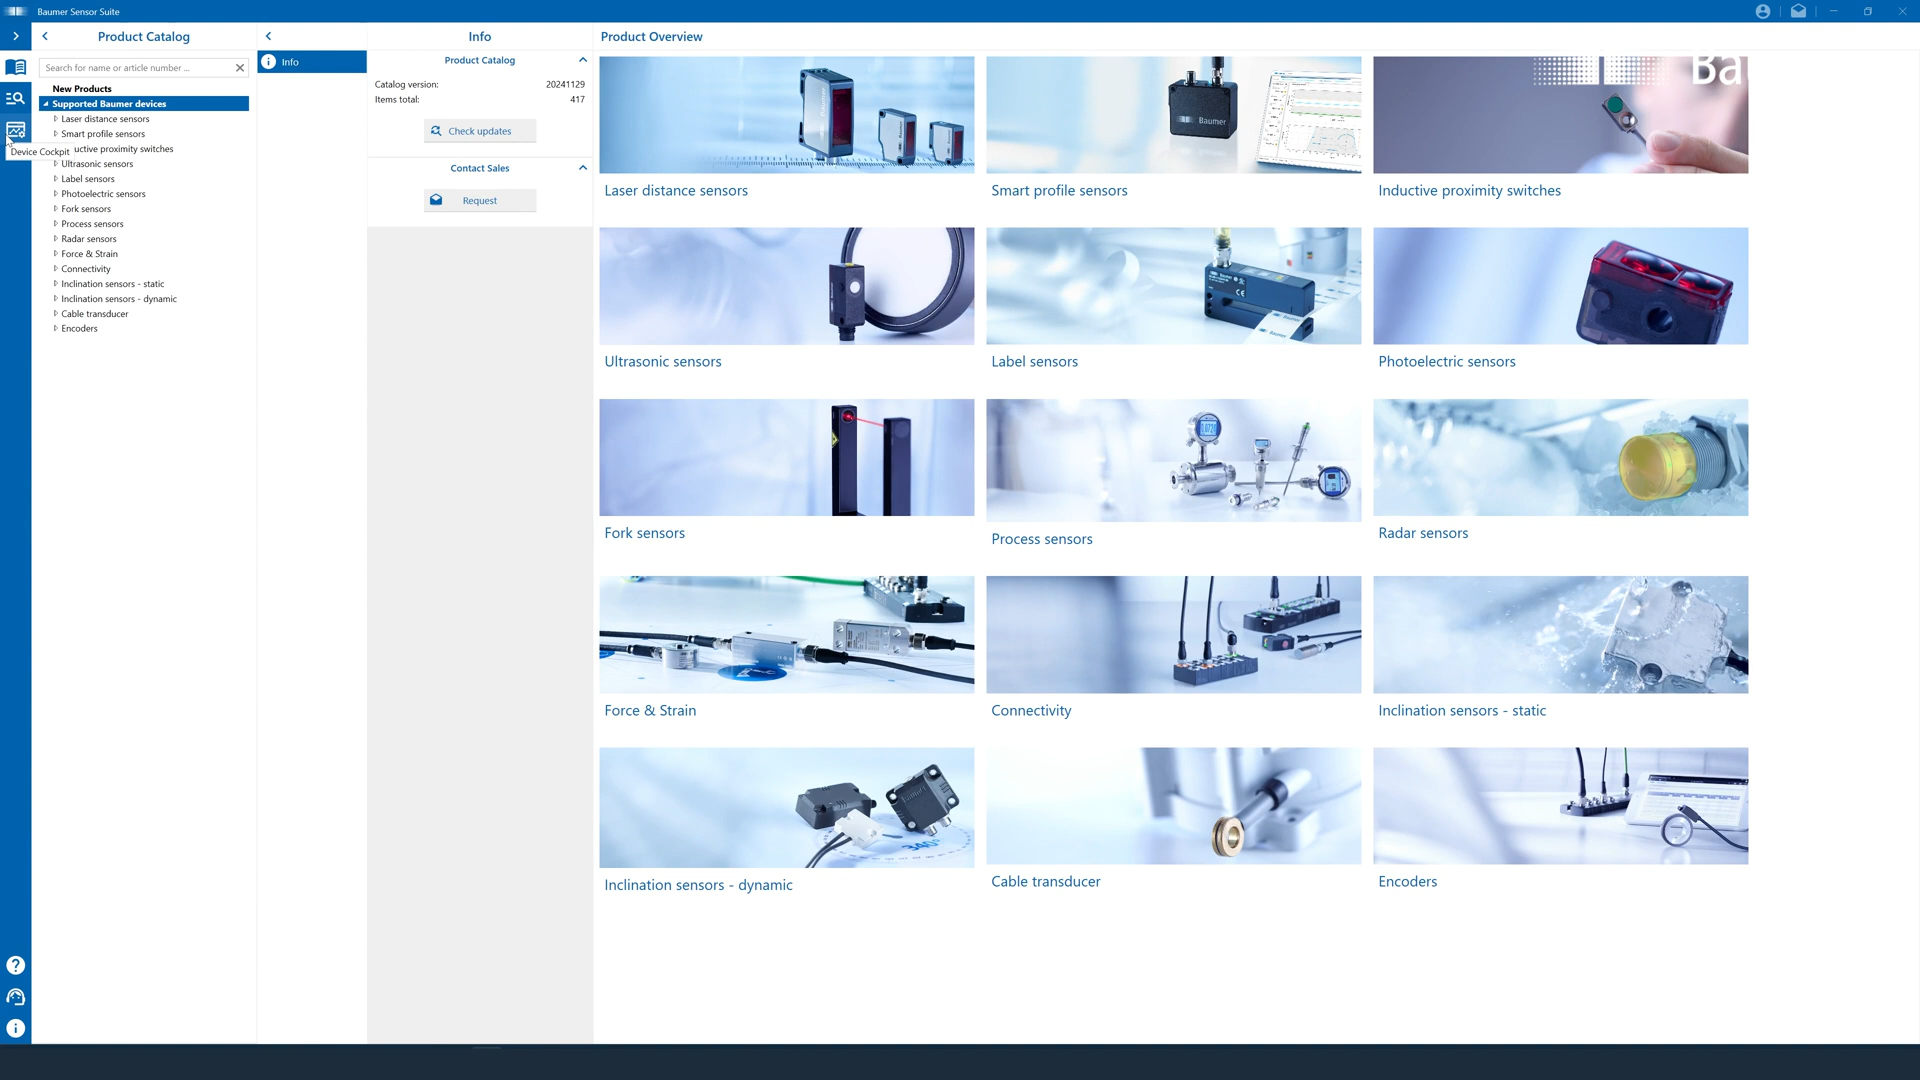 Baumer Sensor Suite
Product Catalog
Search for name or article number ...
New Products
Supported Baumer devices
Laser distance sensors
Smart profile sensors
uctive proximity switches
Device Cockpit
Ultrasonic sensors
Label sensors
Photoelectric sensors
Fork sensors
Process sensors
Radar sensors
Force & Strain
Connectivity
Inclination sensors - static
Inclination sensors - dynamic
Cable transducer
Encoders
Info
Info
Product Catalog
Catalog version: 20241129
Items total: 417
Check updates
Contact Sales
Request
Product Overview
Baumer
Ba
Laser distance sensors
Smart profile sensors
Inductive proximity switches
Ultrasonic sensors
Label sensors
Photoelectric sensors
Fork sensors
Process sensors
Radar sensors
Force & Strain
Connectivity
Inclination sensors - static
340°
Inclination sensors - dynamic
Cable transducer
Encoders